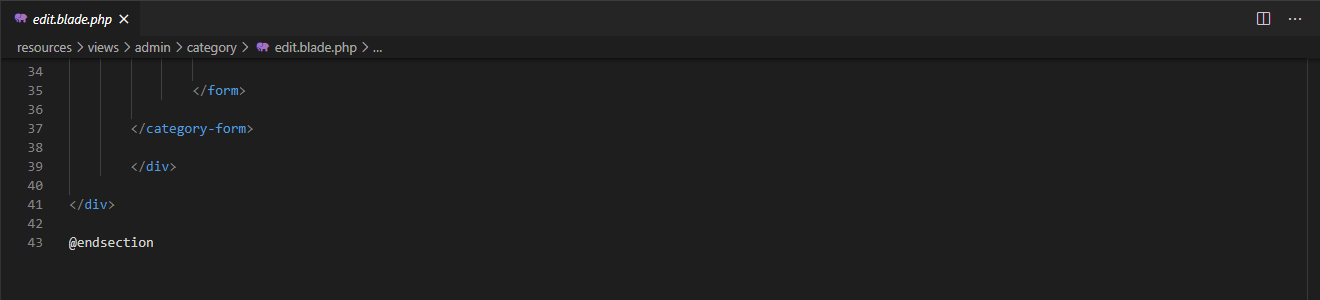 edit.blade.php
resources > views > admin > category > edit.blade.php > ...
34
35 </form>
36
37 </category-form>
38
39 </div>
40
41 </div>
42
43 @endsection